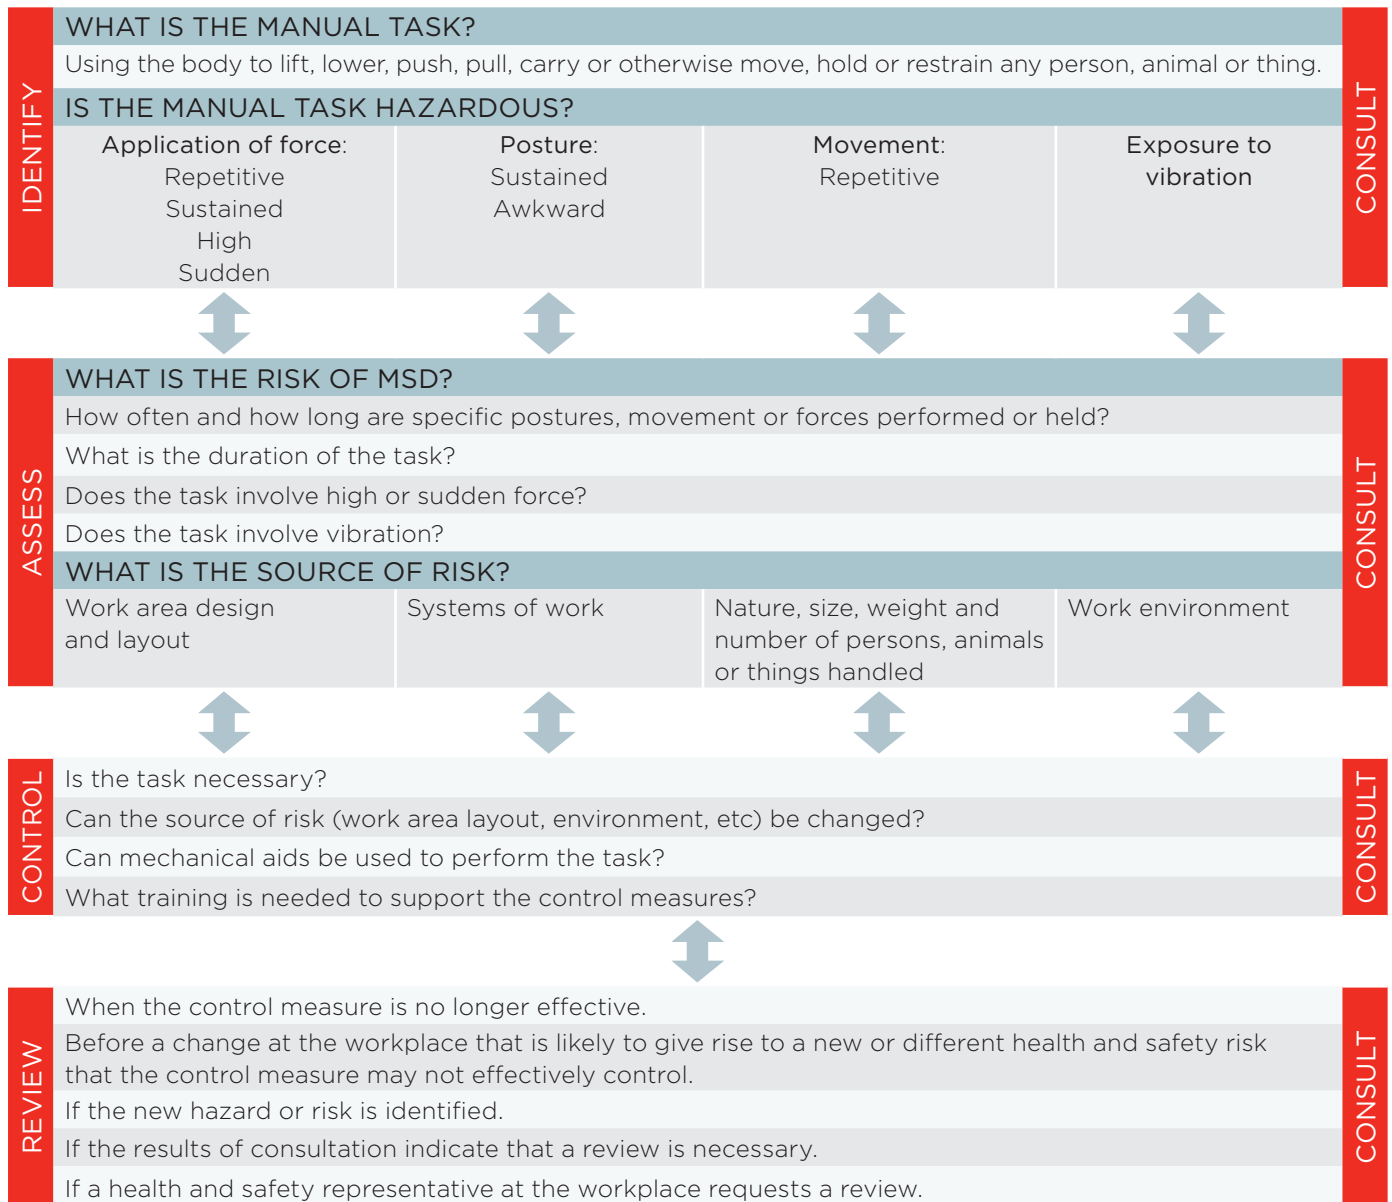 IDENTIFY
WHAT IS THE MANUAL TASK?
Using the body to lift, lower, push, pull, carry or otherwise move, hold or restrain any person, animal or thing.
IS THE MANUAL TASK HAZARDOUS?
Application of force:
Repetitive
Sustained
High
Sudden
Posture:
Sustained
Awkward
Movement:
Repetitive
Exposure to
vibration
CONSULT
ASSESS
WHAT IS THE RISK OF MSD?
How often and how long are specific postures, movement or forces performed or held?
What is the duration of the task?
Does the task involve high or sudden force?
Does the task involve vibration?
WHAT IS THE SOURCE OF RISK?
Work area design
and layout
Systems of work
Nature, size, weight and
number of persons, animals
or things handled
Work environment
CONSULT
CONTROL
Is the task necessary?
Can the source of risk (work area layout, environment, etc) be changed?
Can mechanical aids be used to perform the task?
What training is needed to support the control measures?
CONSULT
REVIEW
When the control measure is no longer effective.
Before a change at the workplace that is likely to give rise to a new or different health and safety risk
that the control measure may not effectively control.
If the new hazard or risk is identified.
If the results of consultation indicate that a review is necessary.
If a health and safety representative at the workplace requests a review.
CONSULT